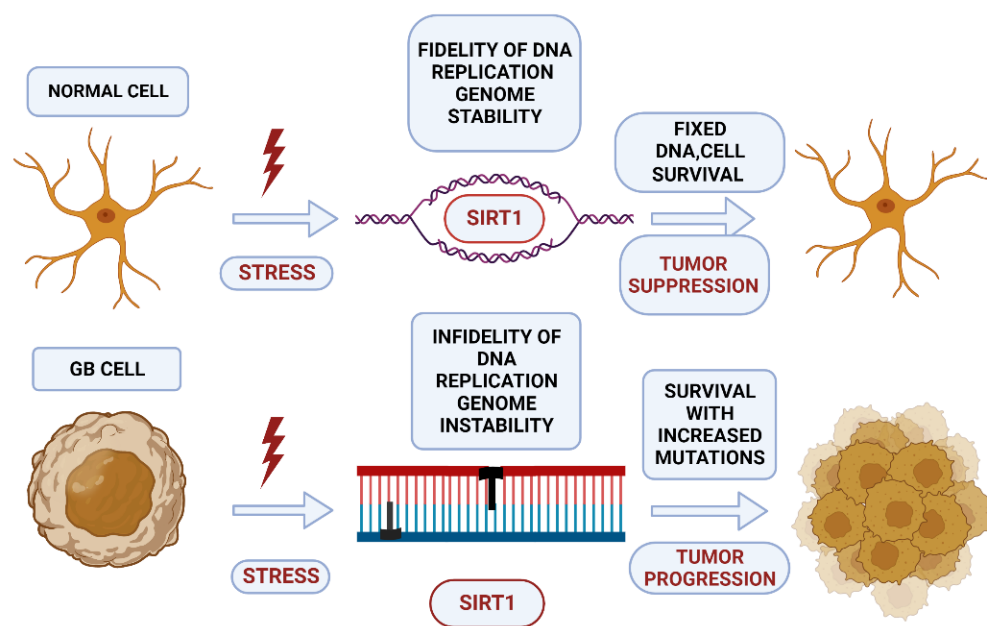 NORMAL CELL
STRESS
FIDELITY OF DNA
REPLICATION
GENOME
STABILITY
SIRT1
FIXED
DNA,CELL
SURVIVAL
TUMOR
SUPPRESSION
GB CELL
STRESS
INFIDELITY OF
DNA
REPLICATION
GENOME
INSTABILITY
SIRT1
SURVIVAL
WITH
INCREASED
MUTATIONS
TUMOR
PROGRESSION